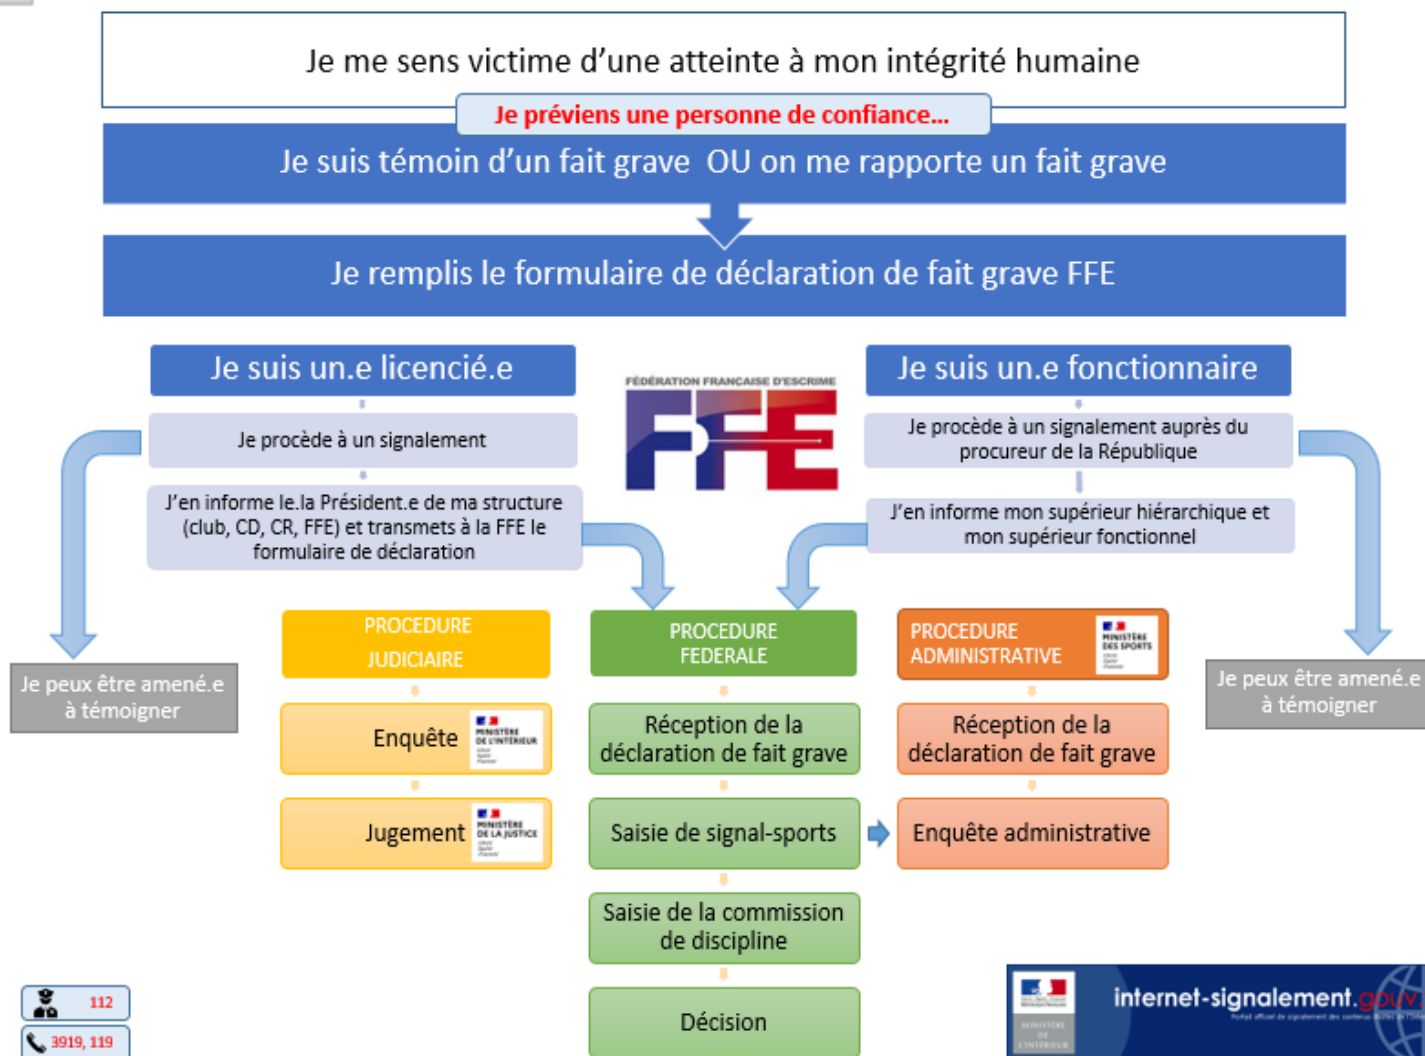 Je me sens victime d'une atteinte à mon intégrité humaine
Je préviens une personne de confiance...
Je suis témoin d'un fait grave OU on me rapporte un fait grave
Je remplis le formulaire de déclaration de fait grave FFE
Je suis un.e licencié.e
Je procède à un signalement
J'en informe le.la Président.e de ma structure
(club, CD, CR, FFE) et transmets à la FFE le
formulaire de déclaration
FÉDÉRATION FRANÇAISE D'ESCRIME
FFE
Je suis un.e fonctionnaire
Je procède à un signalement auprès du
procureur de la République
J'en informe mon supérieur hiérarchique et
mon supérieur fonctionnel
Je peux être amené.e
à témoigner
PROCEDURE
JUDICIAIRE
Enquête
MINISTÈRE
DE L'INTÉRIEUR
Jugement
MINISTÈRE
DE LA JUSTICE
PROCEDURE
FEDERALE
Réception de la
déclaration de fait grave
Saisie de signal-sports
Saisie de la commission
de discipline
Décision
PROCEDURE
ADMINISTRATIVE
MINISTÈRE
DES SPORTS
Réception de la
déclaration de fait grave
Enquête administrative
Je peux être amené.e
à témoigner
112
3919, 119
MINISTÈRE
DE
L'INTÉRIEUR
internet-signalement.gouv.